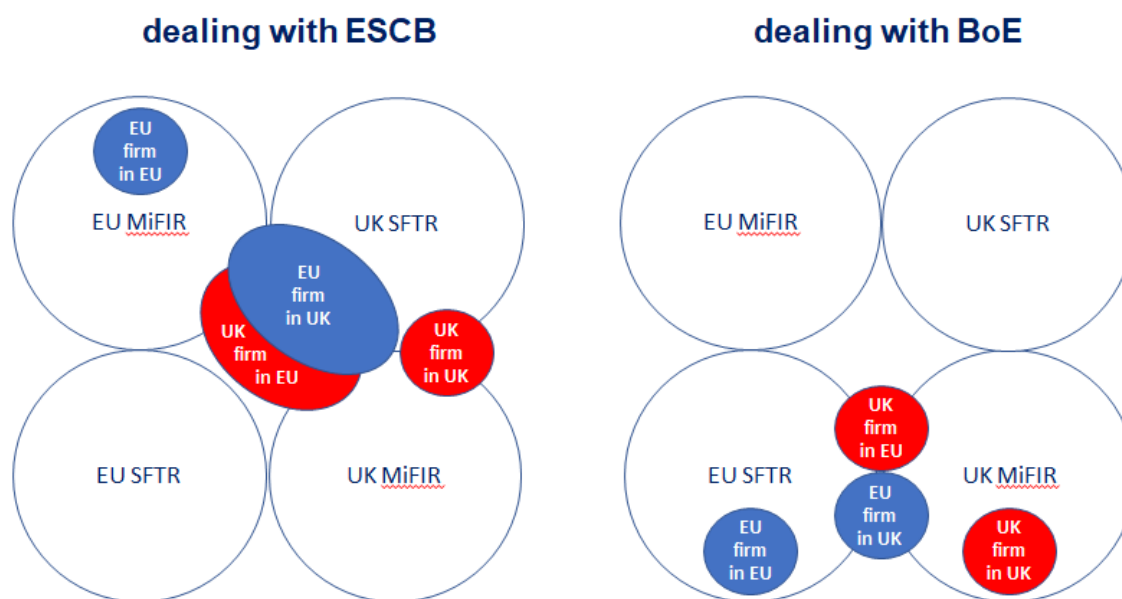 dealing with ESCB
EU
firm
in EU
EU MiFIR
UK SFTR
EU
firm
in UK
UK
firm
in EU
UK
firm
in UK
EU SFTR
UK MiFIR
dealing with BoE
EU MiFIR
UK SFTR
UK
firm
in EU
EU SFTR
UK MiFIR
EU
firm
in UK
EU
firm
in EU
UK
firm
in UK